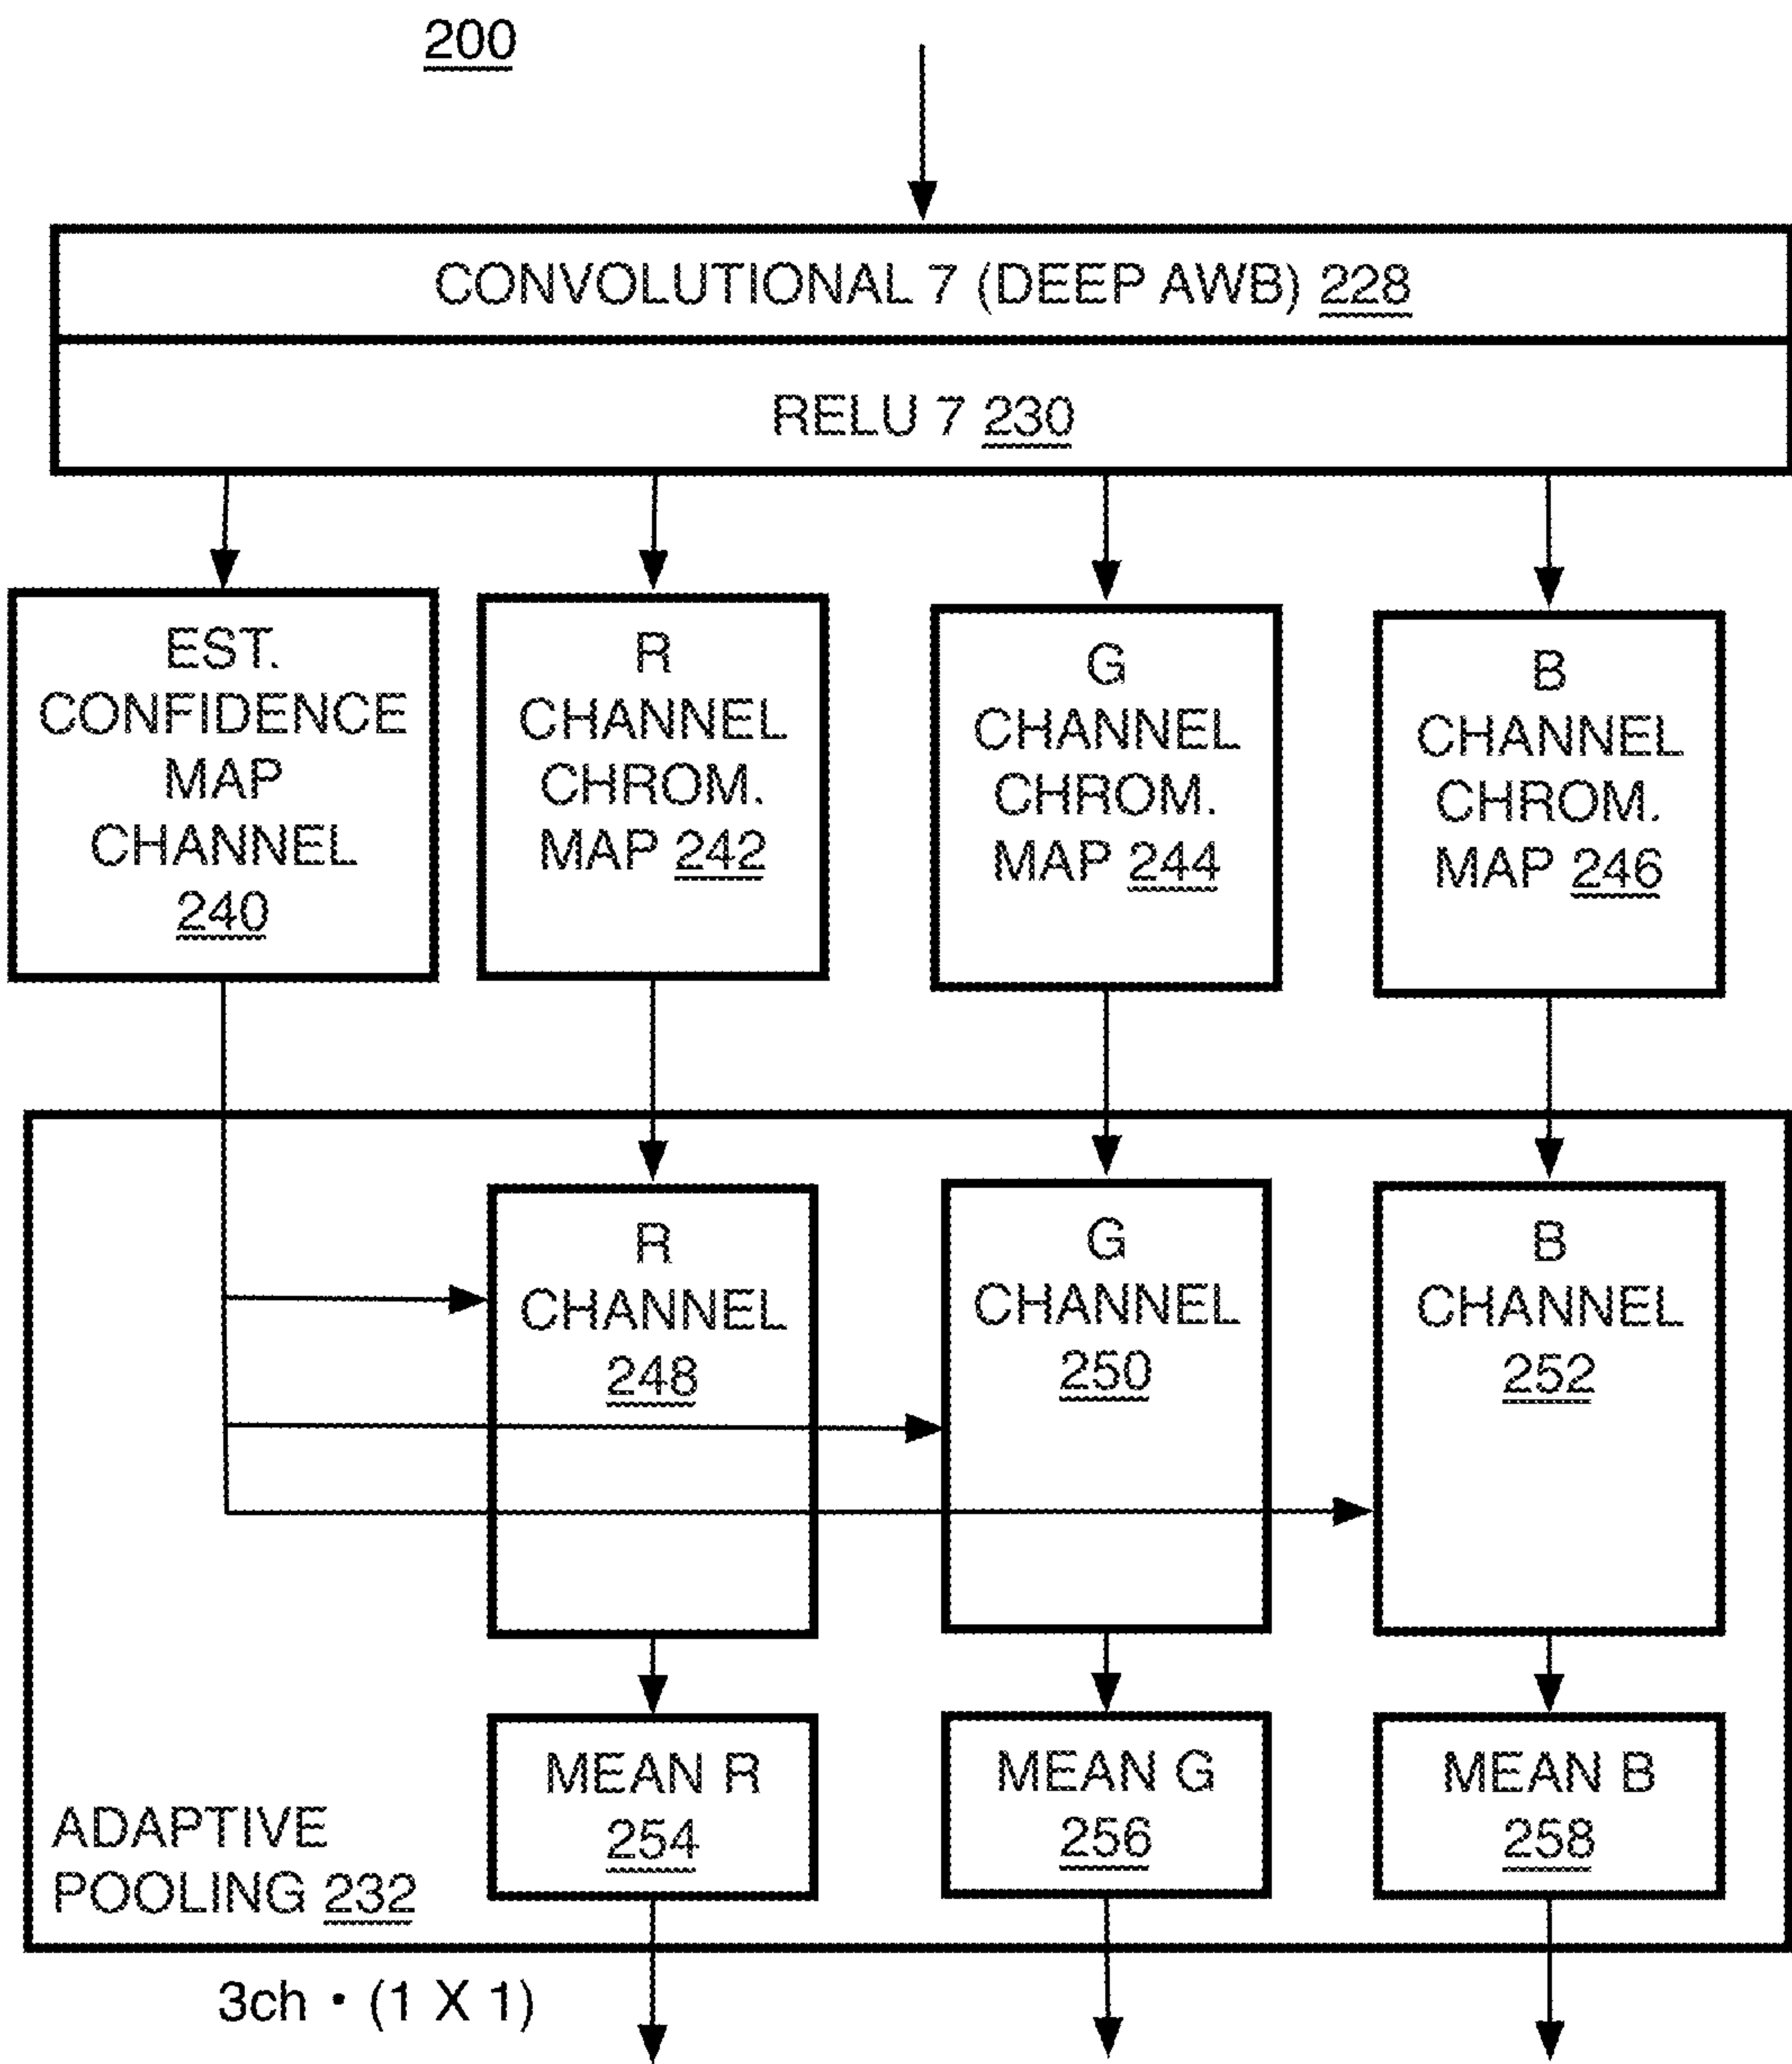 200
CONVOLUTIONAL 7 (DEEP AWB) 228
RELU 7 230
EST.
CONFIDENCE
MAP
CHANNEL
240
R
CHANNEL
CHROM.
MAP 242
G
CHANNEL
CHROM.
MAP 244
B
CHANNEL
CHROM.
MAP 246
R
CHANNEL
248
G
CHANNEL
250
B
CHANNEL
252
MEAN R
254
MEAN G
256
MEAN B
258
ADAPTIVE
POOLING 232
3ch • (1 X 1)